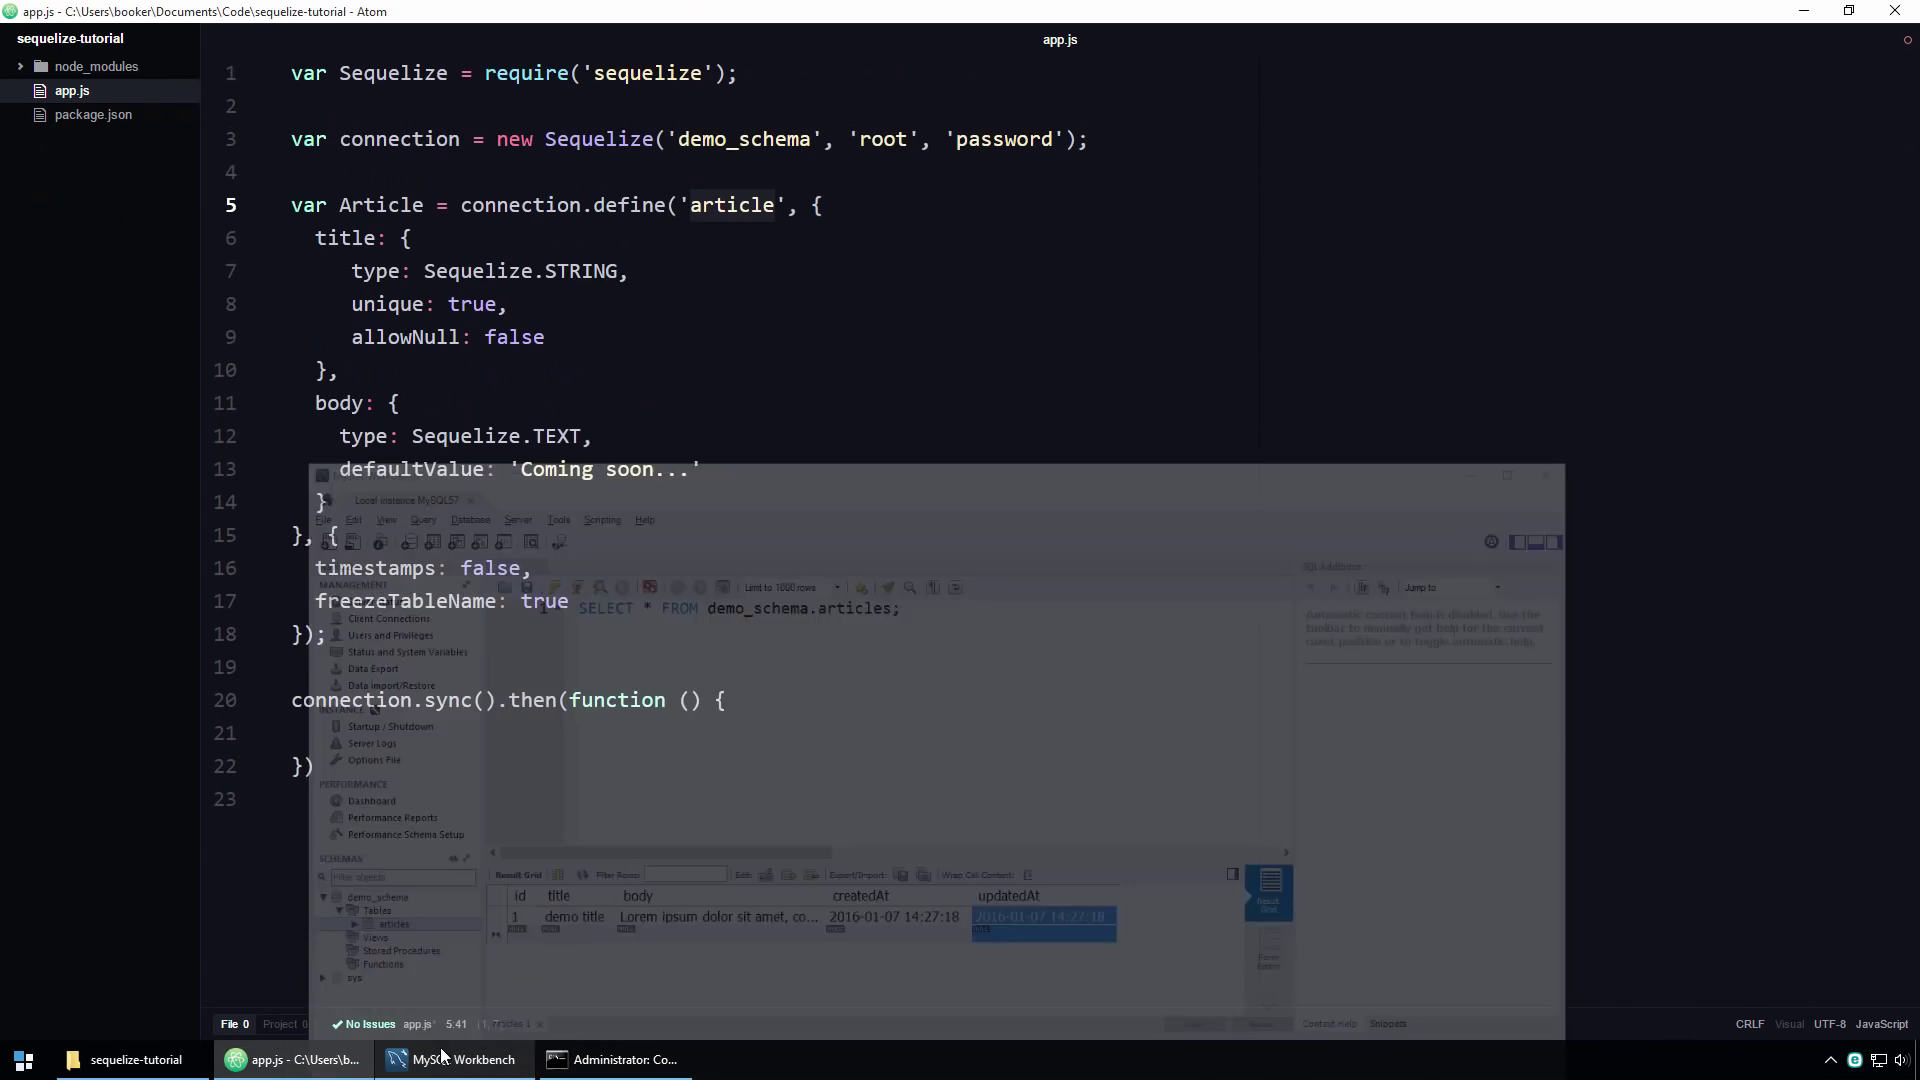 app.js - C:\Users\booker\Documents\Code\sequelize-tutorial - Atom
sequelize-tutorial
node_modules
app.js
package.json
app.js
1 var Sequelize = require('sequelize');
2
3 var connection = new Sequelize('demo_schema', 'root', 'password');
4
5 var Article = connection.define('article', {
6 title: {
7 type: Sequelize.STRING,
8 unique: true,
9 allowNull: false
10 },
11 body: {
12 type: Sequelize.TEXT,
13 defaultValue: 'Coming soon...'
14 }
15 }, {
16 timestamps: false,
17 freezeTableName: true
18 });
19
20 connection.sync().then(function () {
21
22 })
23
Local instance MySQL57
File Edit View Query Database Server Tools Scripting Help
MANAGEMENT
Client Connections
Users and Privileges
Status and System Variables
Data Export
Data Import/Restore
INSTANCE
Startup / Shutdown
Server Logs
Options File
PERFORMANCE
Dashboard
Performance Reports
Performance Schema Setup
SCHEMAS
Filter objects
demo_schema
Tables
articles
Views
Stored Procedures
Functions
sys
Limit to 1000 rows
1 SELECT * FROM demo_schema.articles;
SQL Additions
Jump to
Automatic context help is disabled. Use the
toolbar to manually get help for the current
caret position or to toggle automatic help.
Result Grid Filter Rows: Edit: Export/Import: Wrap Cell Content:
id title body createdAt updatedAt
1 demo title Lorem ipsum dolor sit amet, co... 2016-01-07 14:27:18 2016-01-07 14:27:18
NULL NULL NULL NULL NULL
Result
Grid
Form
Editor
articles 1
Context Help Snippets
File 0 Project 0 No Issues app.js 5:41
CRLF Visual UTF-8 JavaScript
sequelize-tutorial
app.js - C:\Users\b...
MySQL Workbench
Administrator: Co...